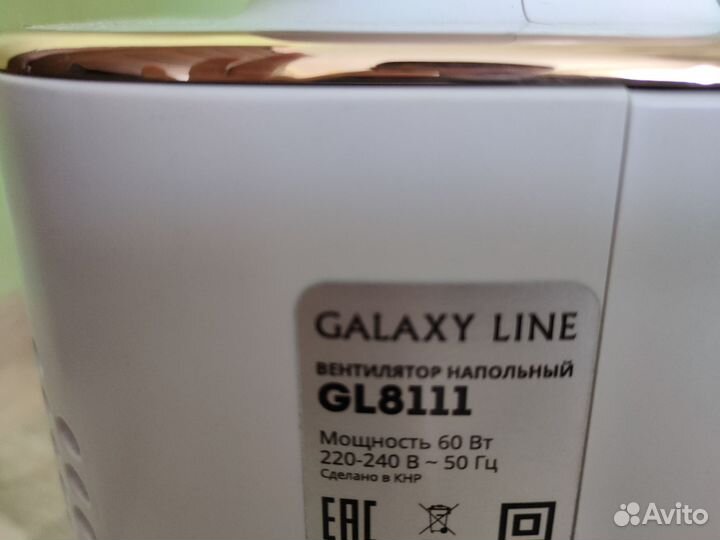 GALAXY LINE
ВЕНТИЛЯТОР НАПОЛЬНЫЙ
GL8111
Мощность 60 Вт
220-240 В ~ 50 Гц
Сделано в КНР
EAC
Avito